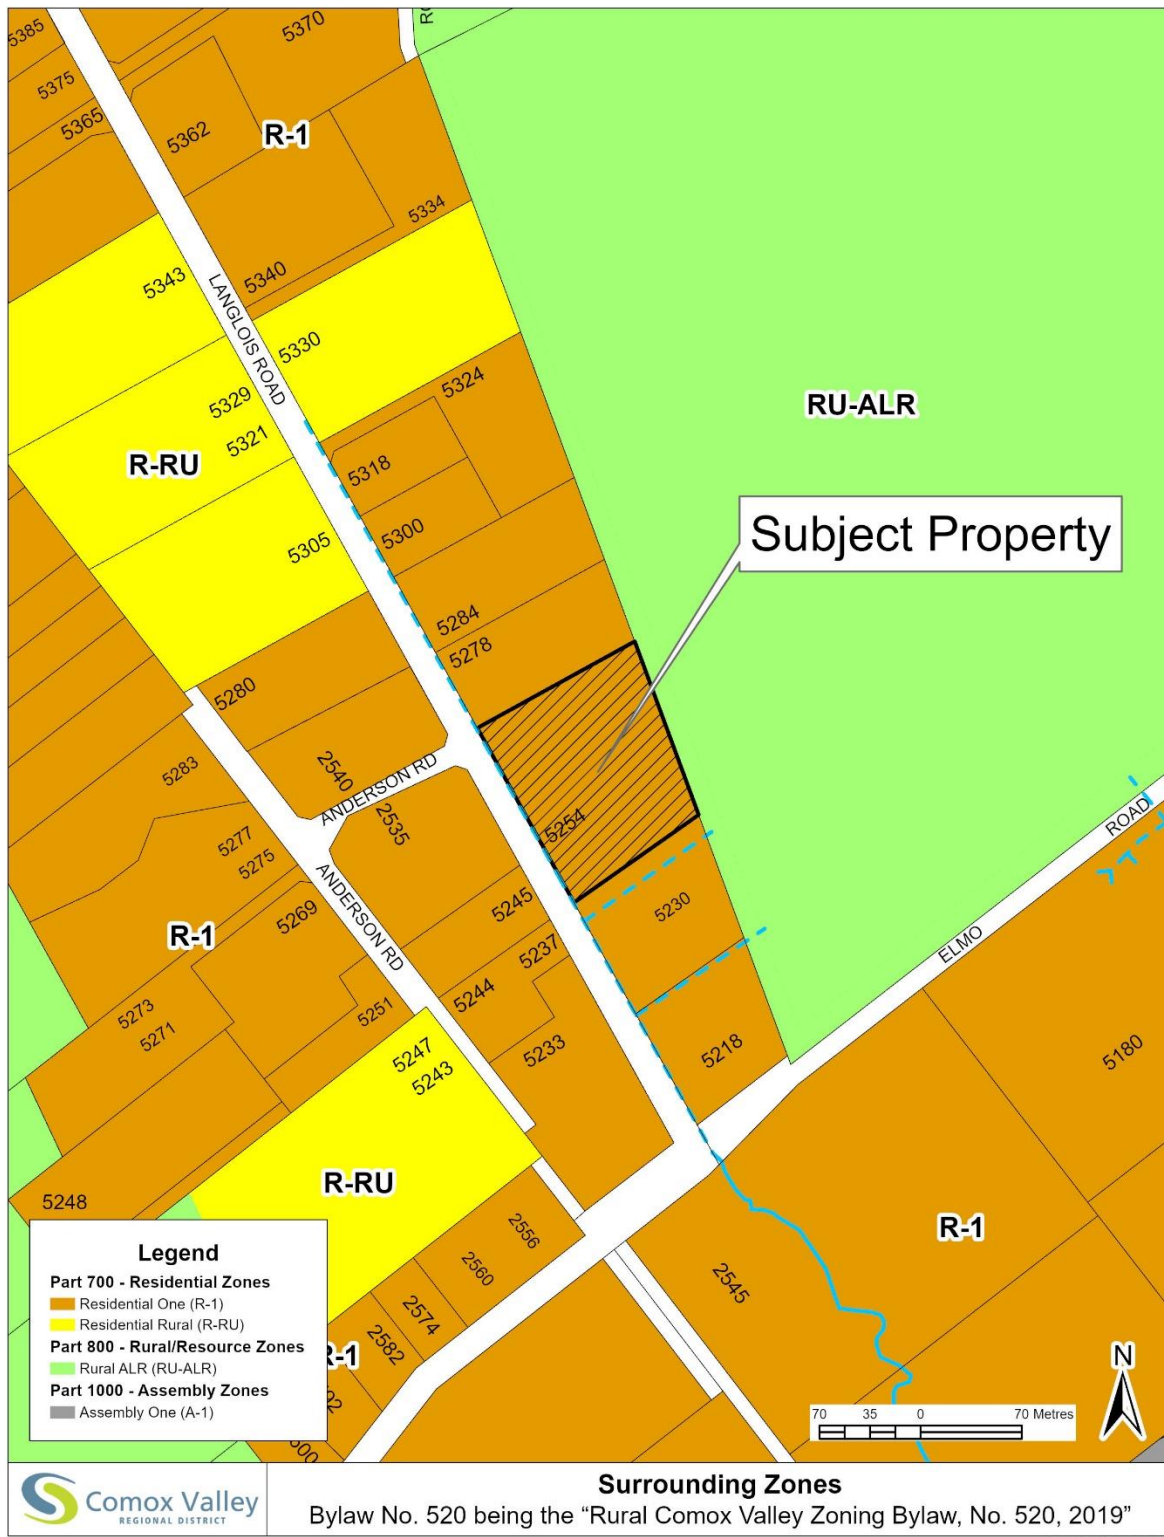 5385
5370
RO
5375
5365
5362
R-1
5334
5343
5340
LANGLOIS ROAD
5330
5329
5324
RU-ALR
5321
R-RU
5318
5300
5305
Subject Property
5284
5278
5280
2540
ANDERSON RD
5283
2535
5254
ROAD
5277
5275
ANDERSON RD
5245
5230
5269
R-1
5237
ELMO
5273
5244
5251
5271
5233
5218
5180
5247
5243
R-RU
5248
2556
R-1
2560
2545
2574
2582
R-1
Legend
Part 700 - Residential Zones
Residential One (R-1)
Residential Rural (R-RU)
Part 800 - Rural/Resource Zones
Rural ALR (RU-ALR)
Part 1000 - Assembly Zones
Assembly One (A-1)
N
70 35 0 70 Metres
Comox Valley
REGIONAL DISTRICT
Surrounding Zones
Bylaw No. 520 being the “Rural Comox Valley Zoning Bylaw, No. 520, 2019”